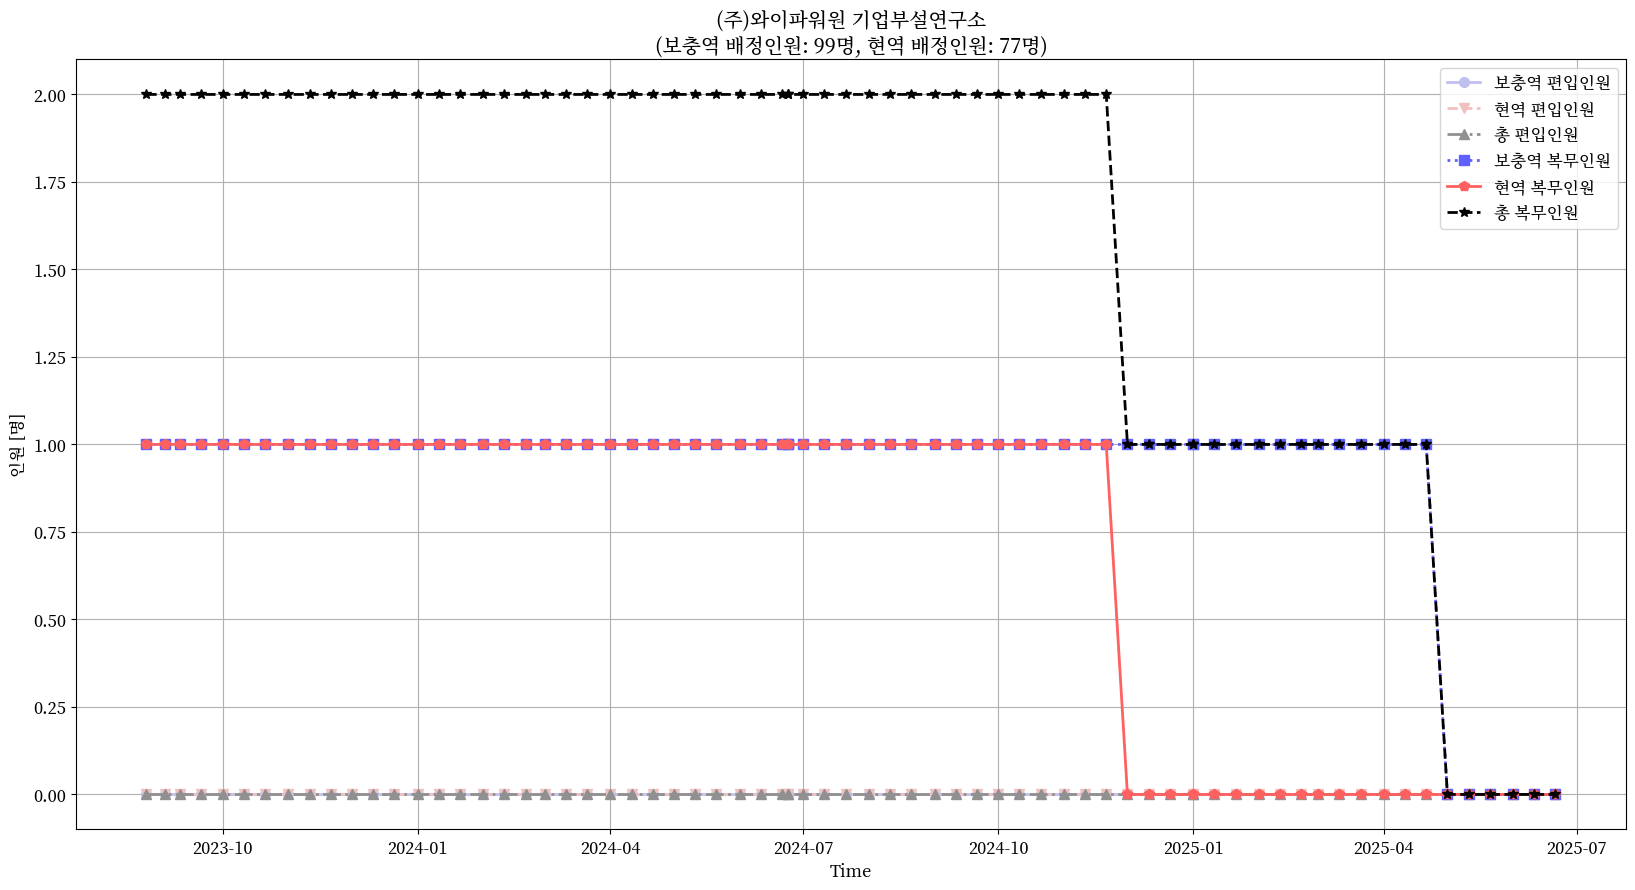 (주)와이파워원 기업부설연구소
(보충역 배정인원: 99명, 현역 배정인원: 77명)
보충역 편입인원
현역 편입인원
총 편입인원
보충역 복무인원
현역 복무인원
총 복무인원
2.00
1.75
1.50
1.25
1.00
0.75
0.50
0.25
0.00
인원 [명]
2023-10
2024-01
2024-04
2024-07
2024-10
2025-01
2025-04
2025-07
Time